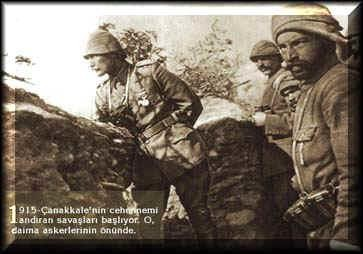 1915-Çanakkale'nin cehennemi
andıran savaşları başlıyor. O,
daima askerlerinin önünde.